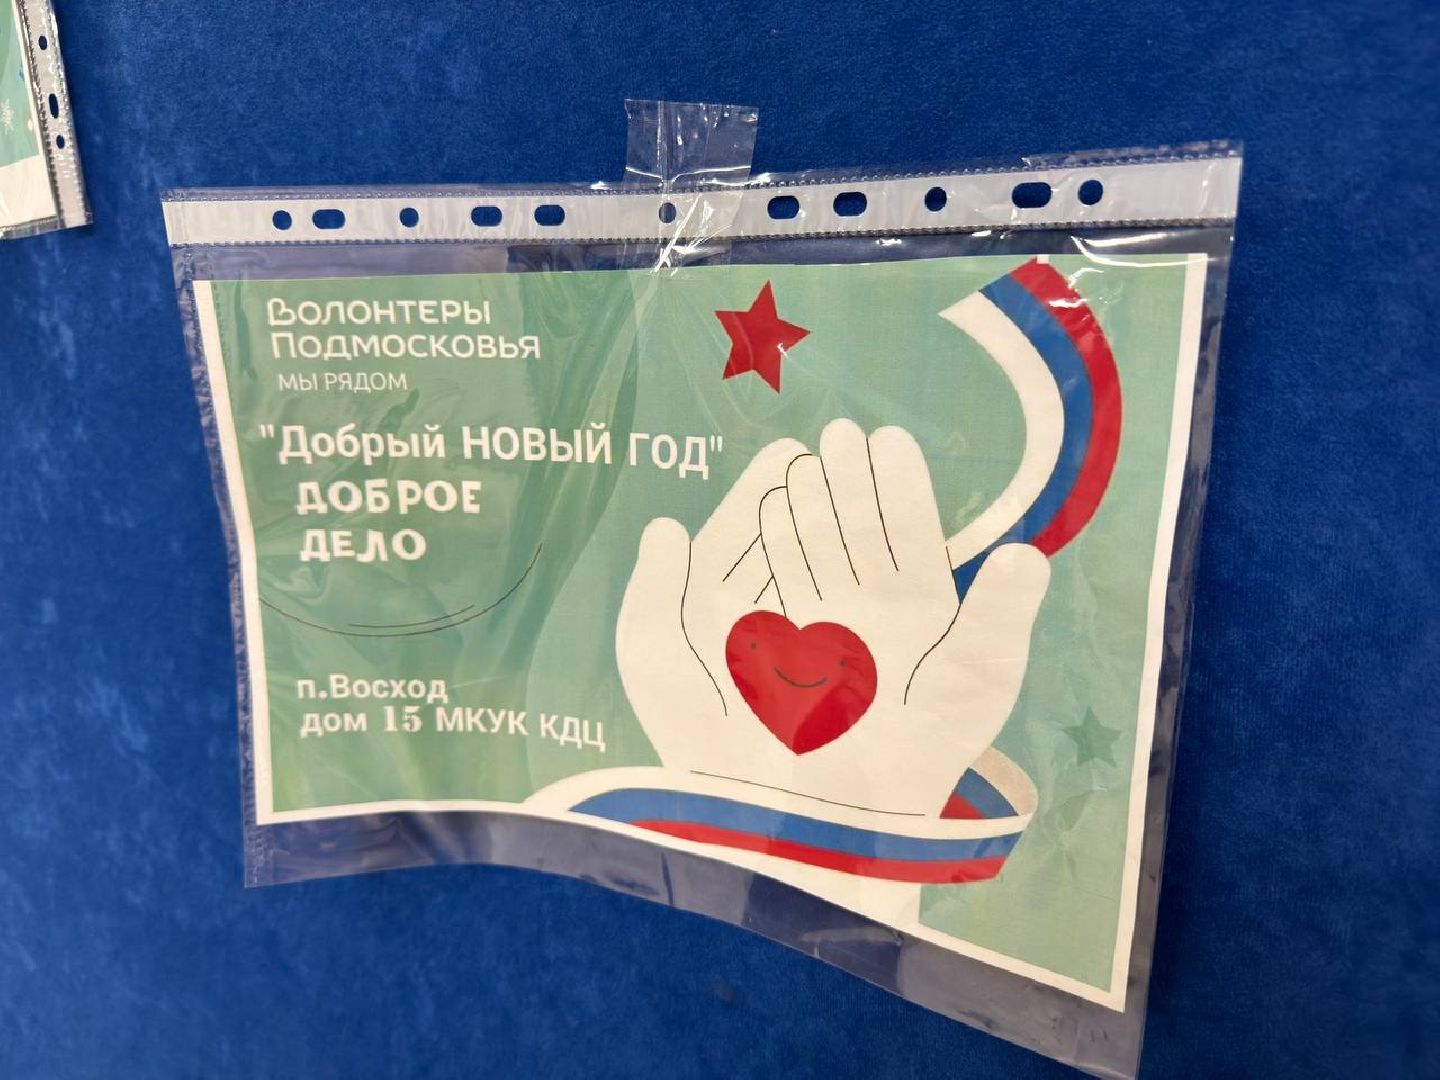 Волонтеры
Подмосковья
мы рядом
"Добрый НОВЫЙ ГОД"
ДОБРОЕ
ДЕЛО
п.Восход
дом 15 МКУК КДЦ